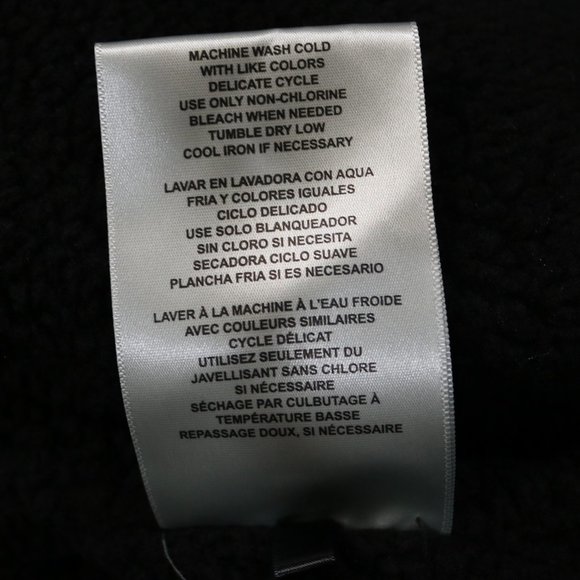 MACHINE WASH COLD
WITH LIKE COLORS
DELICATE CYCLE
USE ONLY NON-CHLORINE
BLEACH WHEN NEEDED
TUMBLE DRY LOW
COOL IRON IF NECESSARY
LAVAR EN LAVADORA CON AQUA
FRIA Y COLORES IGUALES
CICLO DELICADO
USE SOLO BLANQUEADOR
SIN CLORO SI NECESITA
SECADORA CICLO SUAVE
PLANCHA FRIA SI ES NECESARIO
LAVER À LA MACHINE À L'EAU FROIDE
AVEC COULEURS SIMILAIRES
CYCLE DÉLICAT
UTILISEZ SEULEMENT DU
JAVELLISANT SANS CHLORE
SI NÉCESSAIRE
SÉCHAGE PAR CULBUTAGE À
TEMPÉRATURE BASSE
REPASSAGE DOUX, SI NÉCESSAIRE